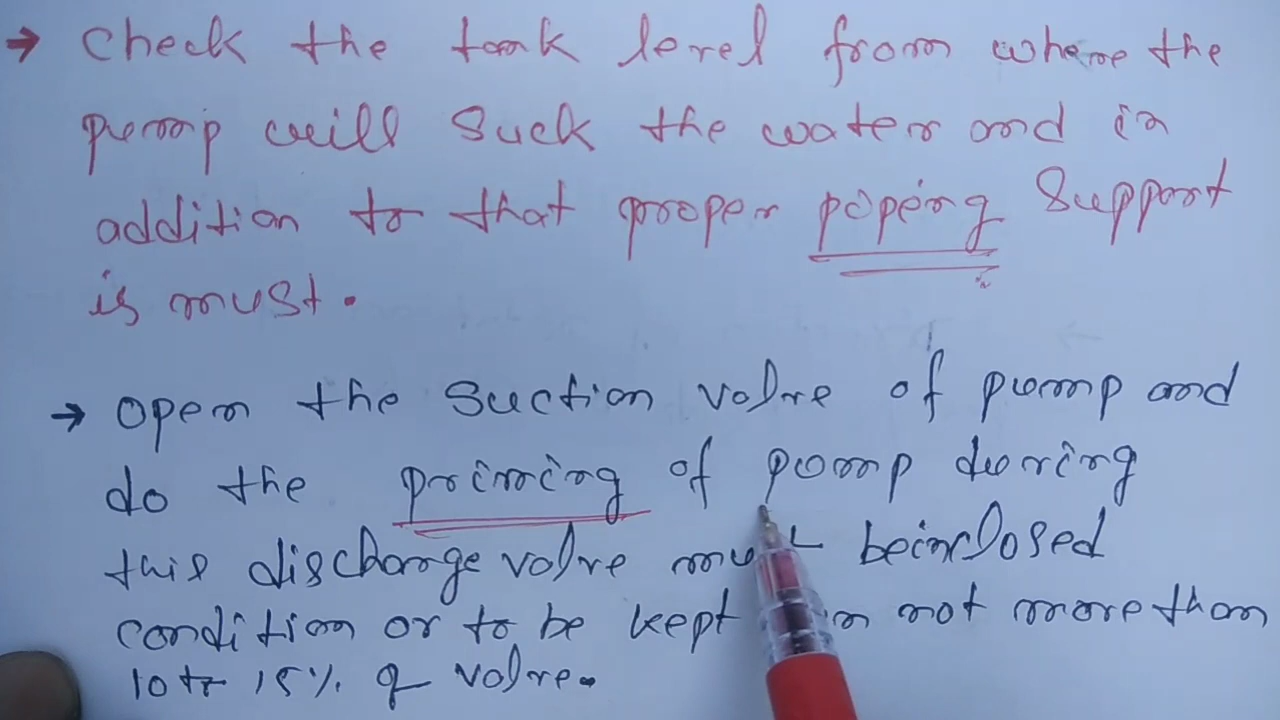 → Check the tank level from where the
pump will suck the water and in
addition to that proper piping support
is must.
→ open the suction valve of pump and
do the priming of pump during
this discharge valve must be in closed
condition or to be kept in not more than
10 to 15% of valve.